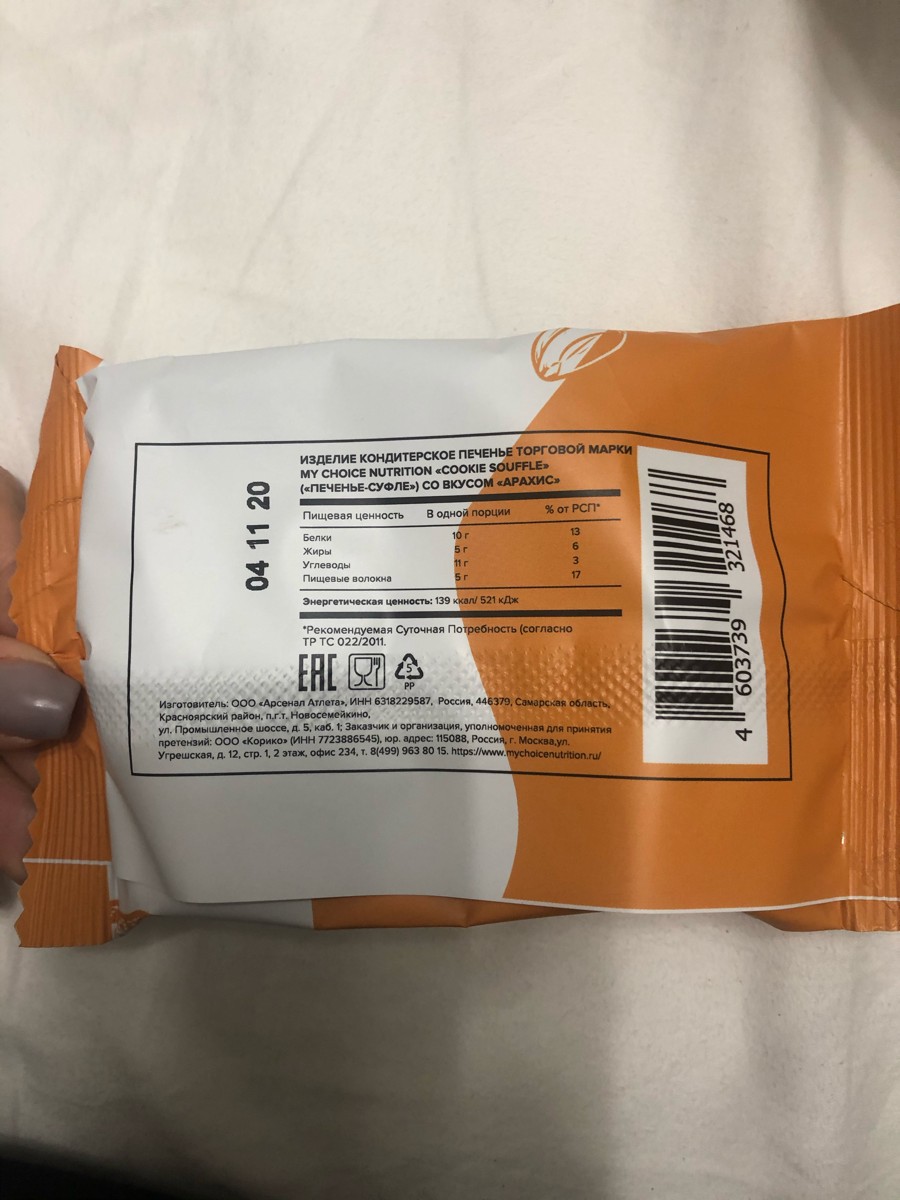 04 11 20
ИЗДЕЛИЕ КОНДИТЕРСКОЕ ПЕЧЕНЬЕ ТОРГОВОЙ МАРКИ
MY CHOICE NUTRITION «COOKIE SOUFFLE»
(«ПЕЧЕНЬЕ-СУФЛЕ») СО ВКУСОМ «АРАХИС»
Пищевая ценность В одной порции % от РСП*
Белки 10 г 13
Жиры 5 г 6
Углеводы 11 г 3
Пищевые волокна 5 г 17
Энергетическая ценность: 139 ккал/ 521 кДж
*Рекомендуемая Суточная Потребность (согласно
ТР ТС 022/2011.
EAC
5
PP
Изготовитель: ООО «Арсенал Атлета», ИНН 6318229587, Россия, 446379, Самарская область,
Красноярский район, п.г.т. Новосемейкино,
ул. Промышленное шоссе, д. 5, каб. 1; Заказчик и организация, уполномоченная для принятия
претензий: ООО «Корико» (ИНН 7723886545), юр. адрес: 115088, Россия, г. Москва,ул.
Угрешская, д. 12, стр. 1, 2 этаж, офис 234, т. 8(499) 963 80 15. https://www.mychoicenutrition.ru/
4 603739 321468